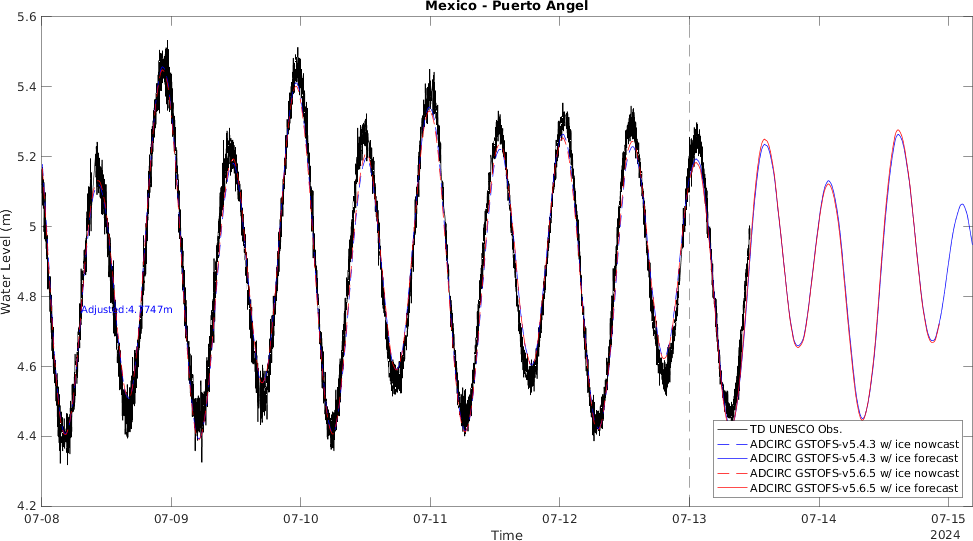 Mexico - Puerto Angel
5.6
5.4
5.2
5
4.8
4.6
4.4
4.2
Water Level (m)
Adjusted:4.1747m
TD UNESCO Obs.
ADCIRC GSTOFS-v5.4.3 w/ ice nowcast
ADCIRC GSTOFS-v5.4.3 w/ ice forecast
ADCIRC GSTOFS-v5.6.5 w/ ice nowcast
ADCIRC GSTOFS-v5.6.5 w/ ice forecast
07-08 07-09 07-10 07-11 07-12 07-13 07-14 07-15
Time
2024